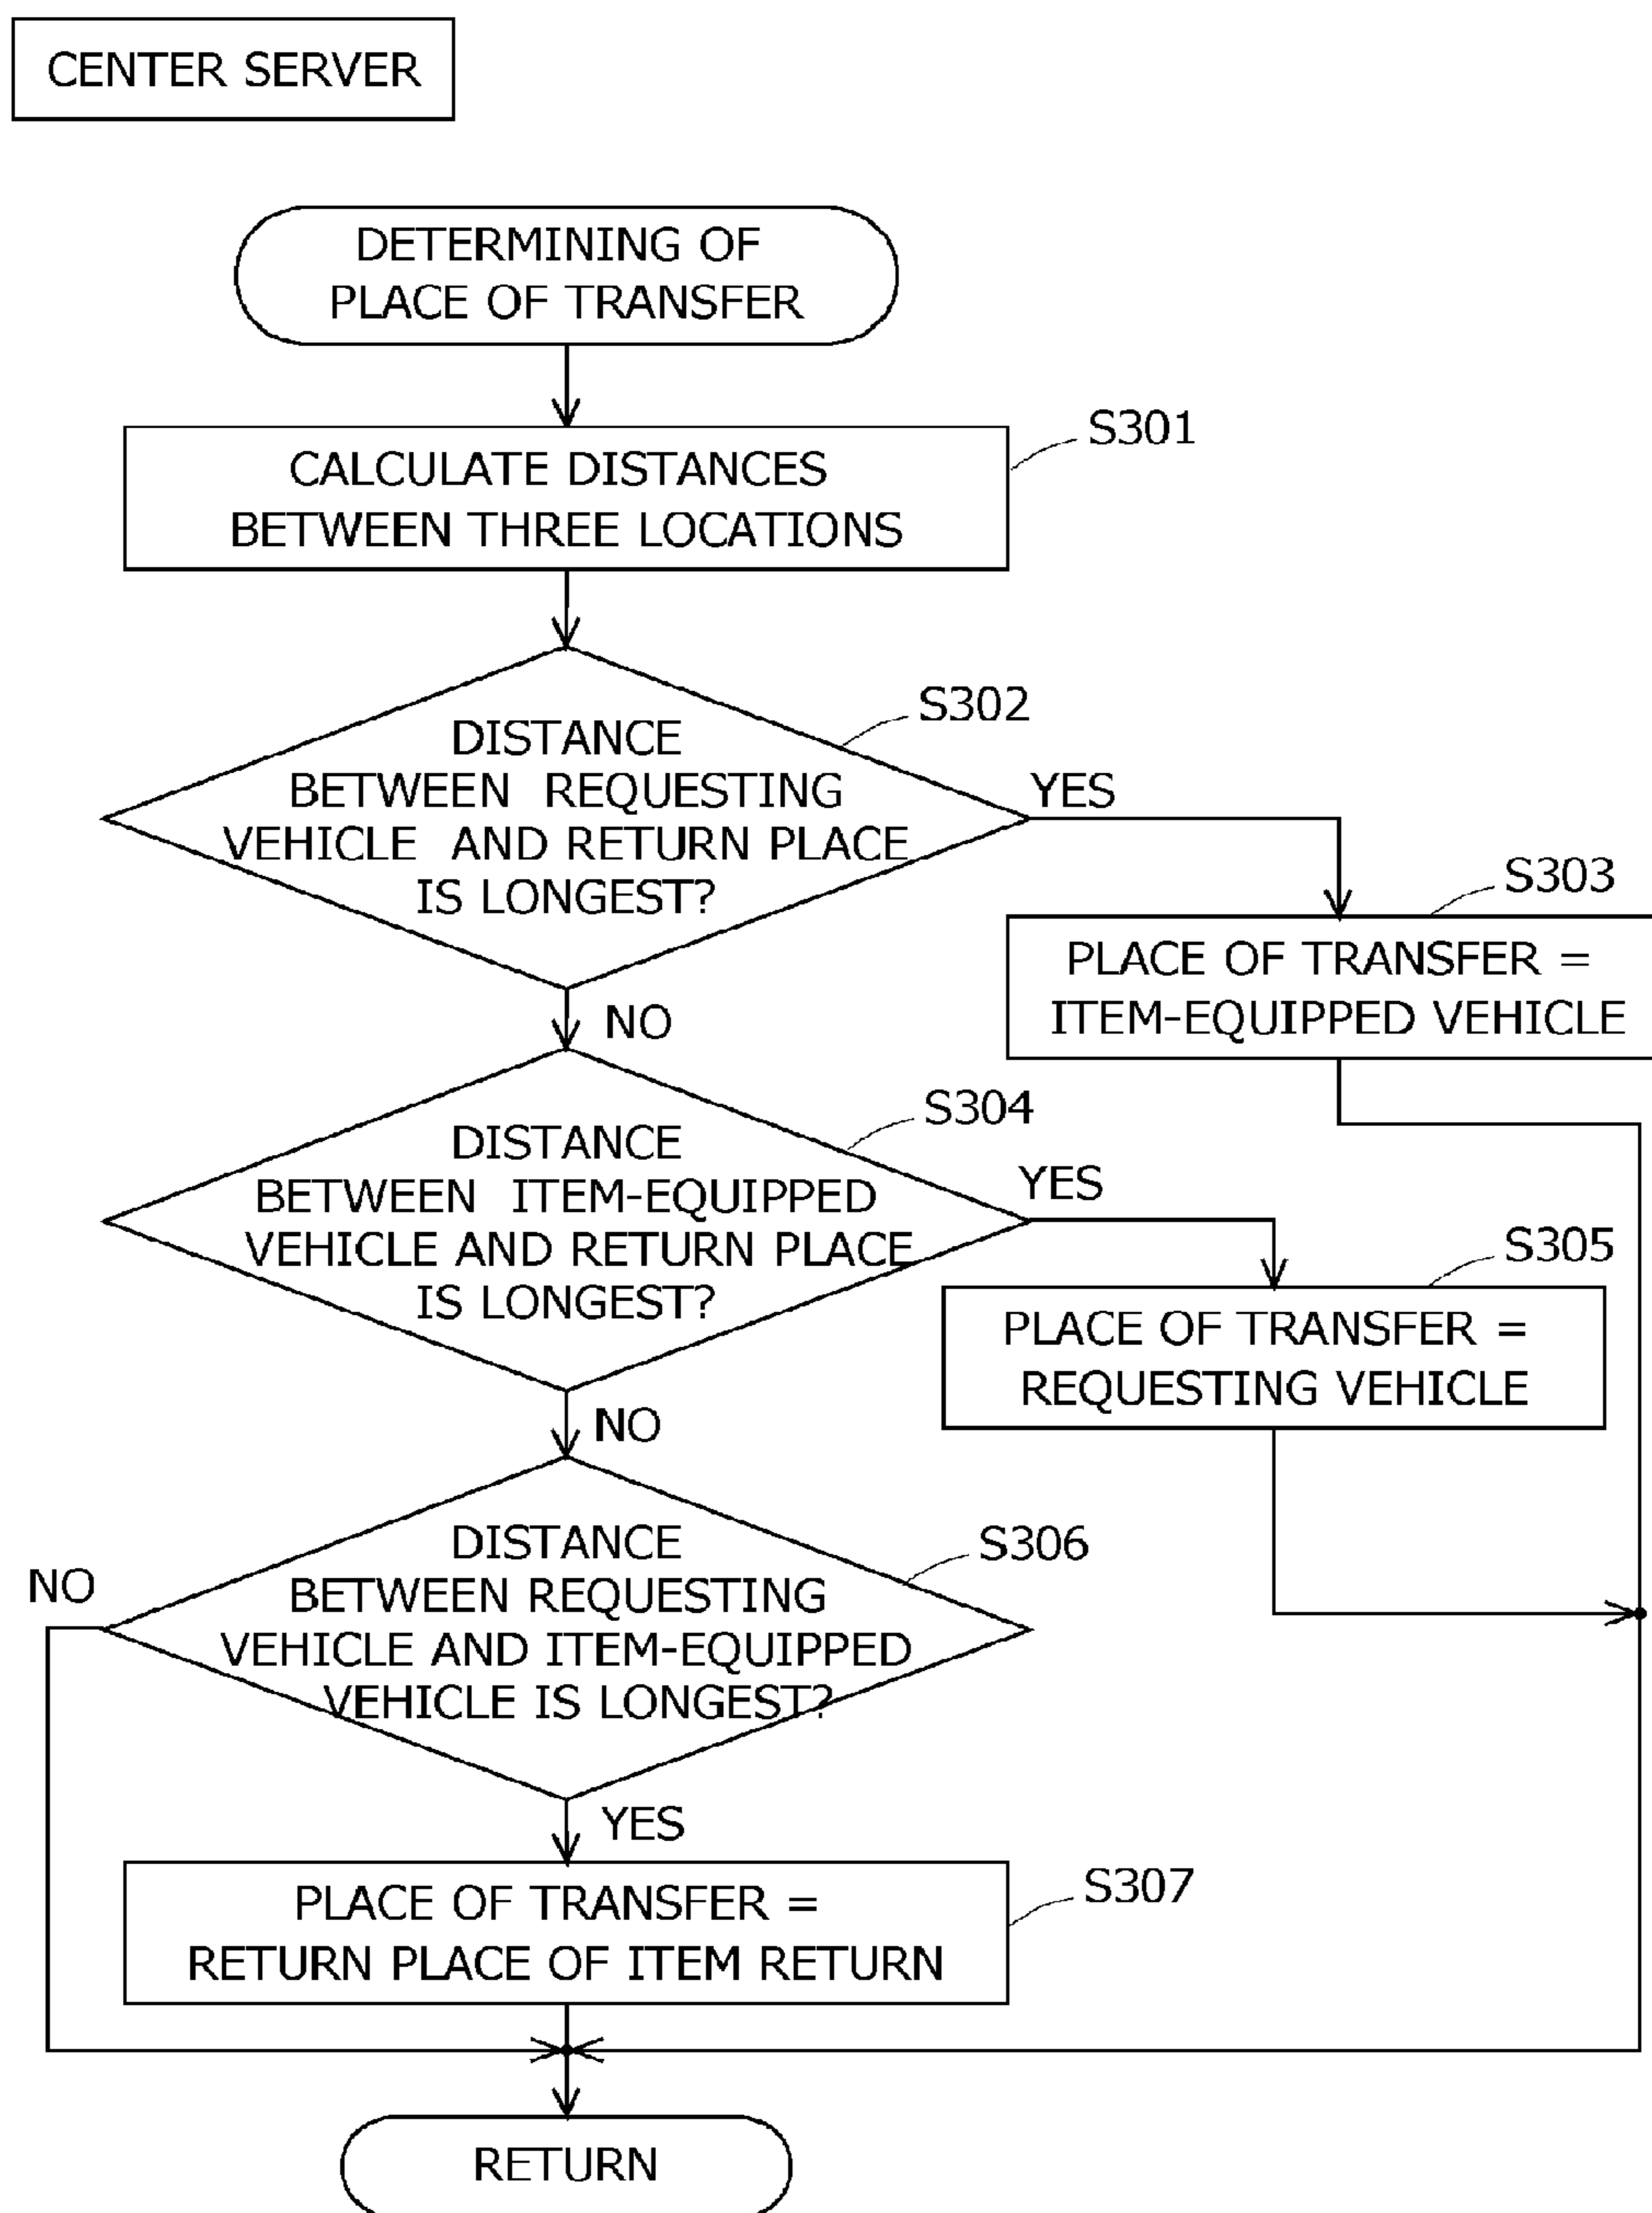 CENTER SERVER
DETERMINING OF
PLACE OF TRANSFER
S301
CALCULATE DISTANCES
BETWEEN THREE LOCATIONS
S302
DISTANCE
BETWEEN REQUESTING
VEHICLE AND RETURN PLACE
IS LONGEST?
YES
S303
PLACE OF TRANSFER =
ITEM-EQUIPPED VEHICLE
NO
S304
DISTANCE
BETWEEN ITEM-EQUIPPED
VEHICLE AND RETURN PLACE
IS LONGEST?
YES
S305
PLACE OF TRANSFER =
REQUESTING VEHICLE
NO
S306
DISTANCE
BETWEEN REQUESTING
VEHICLE AND ITEM-EQUIPPED
VEHICLE IS LONGEST?
NO
YES
S307
PLACE OF TRANSFER =
RETURN PLACE OF ITEM RETURN
RETURN